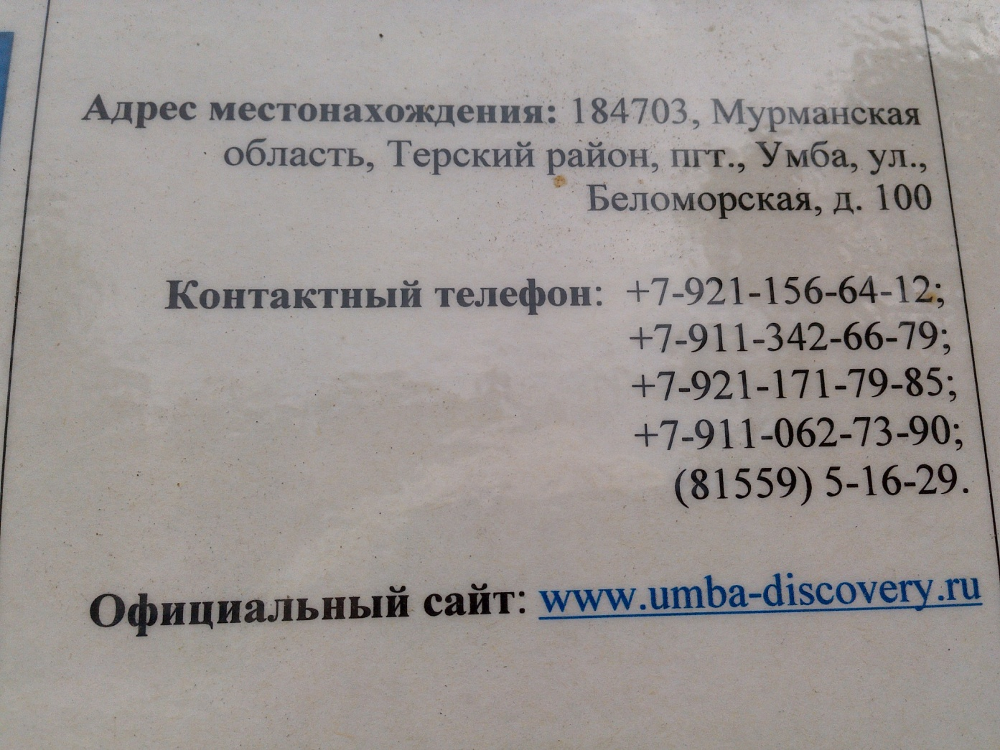 Адрес местонахождения: 184703, Мурманская
область, Терский район, пгт., Умба, ул.,
Беломорская, д. 100
Контактный телефон: +7-921-156-64-12;
+7-911-342-66-79;
+7-921-171-79-85;
+7-911-062-73-90;
(81559) 5-16-29.
Официальный сайт: www.umba-discovery.ru